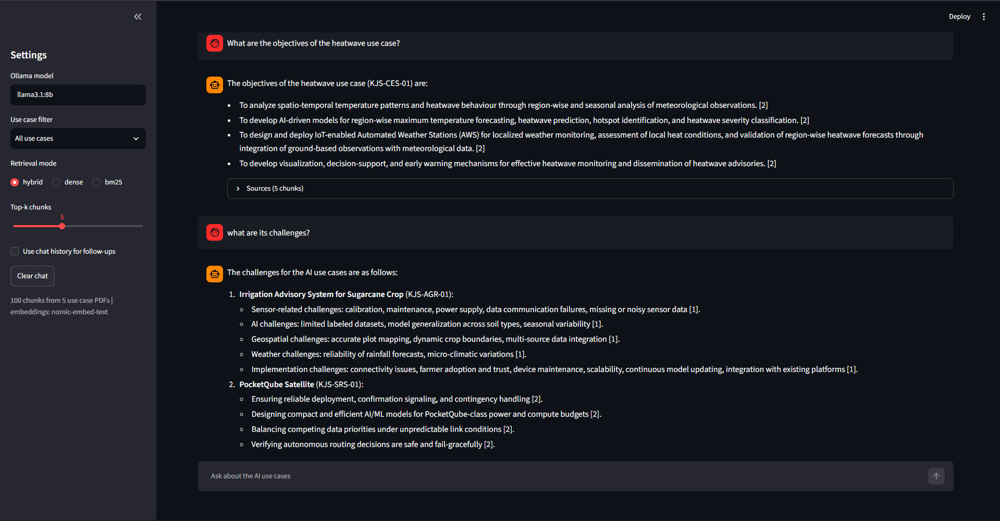 Deploy
Settings
Ollama model
llama3.1:8b
Use case filter
All use cases
Retrieval mode
hybrid
dense
bm25
Top-k chunks
5
Use chat history for follow-ups
Clear chat
100 chunks from 5 use case PDFs |
embeddings: nomic-embed-text
What are the objectives of the heatwave use case?
The objectives of the heatwave use case (KJS-CES-01) are:
• To analyze spatio-temporal temperature patterns and heatwave behaviour through region-wise and seasonal analysis of meteorological observations. [2]
• To develop AI-driven models for region-wise maximum temperature forecasting, heatwave prediction, hotspot identification, and heatwave severity classification. [2]
• To design and deploy IoT-enabled Automated Weather Stations (AWS) for localized weather monitoring, assessment of local heat conditions, and validation of region-wise heatwave forecasts through
integration of ground-based observations with meteorological data. [2]
• To develop visualization, decision-support, and early warning mechanisms for effective heatwave monitoring and dissemination of heatwave advisories. [2]
Sources (5 chunks)
what are its challenges?
The challenges for the AI use cases are as follows:
1. Irrigation Advisory System for Sugarcane Crop (KJS-AGR-01):
Sensor-related challenges: calibration, maintenance, power supply, data communication failures, missing or noisy sensor data [1].
AI challenges: limited labeled datasets, model generalization across soil types, seasonal variability [1].
Geospatial challenges: accurate plot mapping, dynamic crop boundaries, multi-source data integration [1].
Weather challenges: reliability of rainfall forecasts, micro-climatic variations [1].
Implementation challenges: connectivity issues, farmer adoption and trust, device maintenance, scalability, continuous model updating, integration with existing platforms [1].
2. PocketQube Satellite (KJS-SRS-01):
Ensuring reliable deployment, confirmation signaling, and contingency handling [2].
Designing compact and efficient AI/ML models for PocketQube-class power and compute budgets [2].
Balancing competing data priorities under unpredictable link conditions [2].
Verifying autonomous routing decisions are safe and fail-gracefully [2].
Ask about the AI use cases